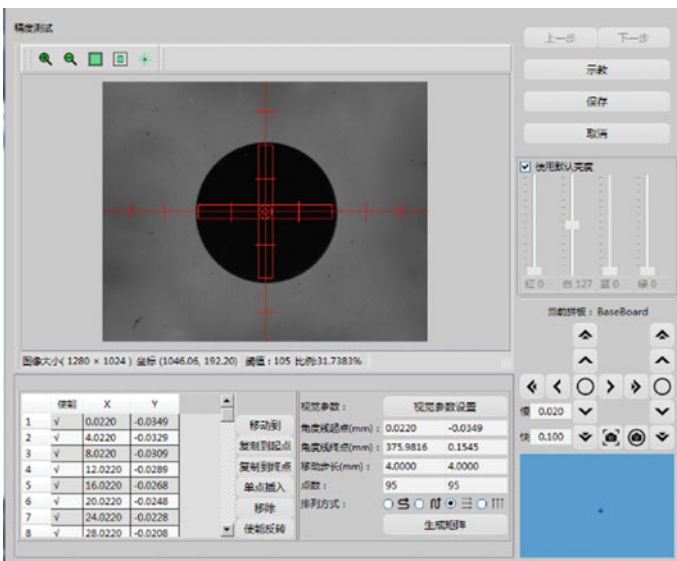 精度测试
上一步 下一步
示教
保存
取消
使用默认亮度
红 0 白 127 蓝 0 绿 0
图像大小( 1280 × 1024 ) 坐标 (1046.06, 192.20) 阈值 : 105 比例:31.7383%
当前拼板 : BaseBoard
慢 0.020
快 0.100
使能 X Y
1 √ 0.0220 -0.0349
2 √ 4.0220 -0.0329
3 √ 8.0220 -0.0309
4 √ 12.0220 -0.0289
5 √ 16.0220 -0.0268
6 √ 20.0220 -0.0248
7 √ 24.0220 -0.0228
8 √ 28.0220 -0.0208
移动到
复制到起点
复制到终点
单点插入
移除
使能反转
视觉参数 : 视觉参数设置
角度线起点(mm) : 0.0220 -0.0349
角度线终点(mm) : 375.9816 0.1545
移动步长(mm) : 4.0000 4.0000
点数 : 95 95
排列方式 :
生成矩阵